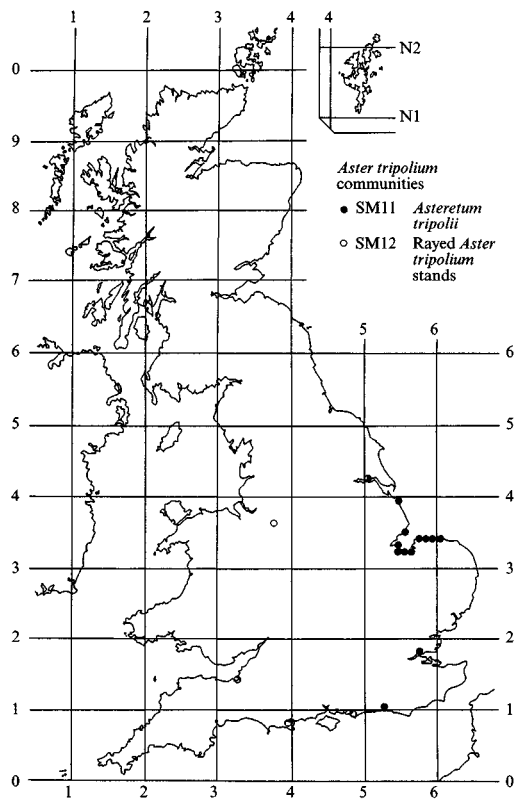 1 2 3 4
4
0
N2
N1
9
Aster tripolium
communities
● SM11 Asteretum
tripolii
○ SM12 Rayed Aster
tripolium
stands
8
7
5 6
6 6
5 5
4 4
3 3
2 2
1 1
0 0
1 2 3 4 5 6